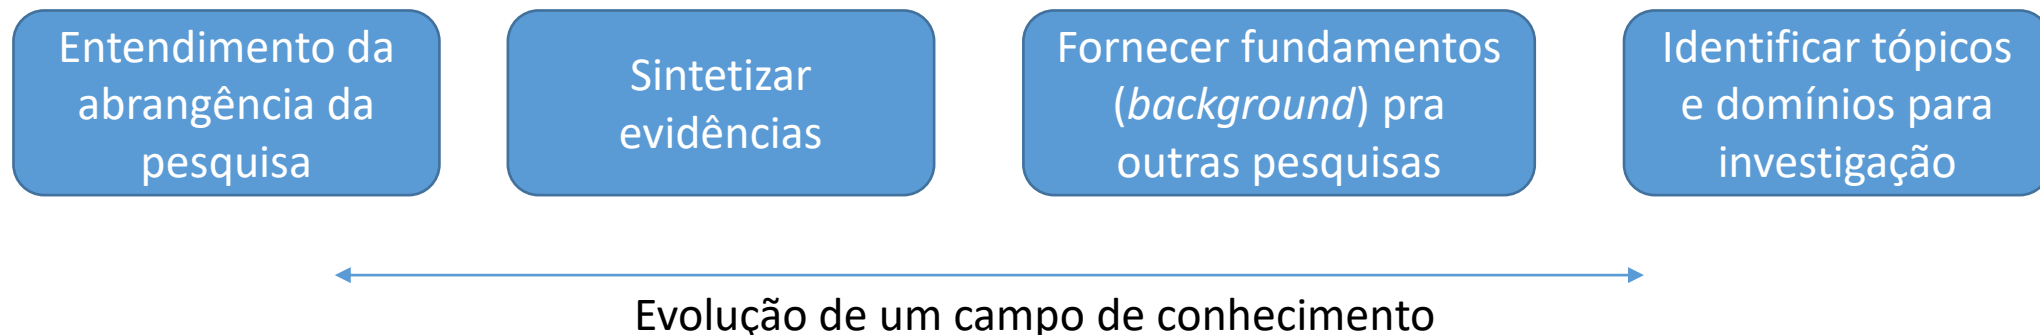 Entendimento da
abrangência da
pesquisa
Sintetizar
evidências
Fornecer fundamentos
(background) pra
outras pesquisas
Identificar tópicos
e domínios para
investigação
Evolução de um campo de conhecimento